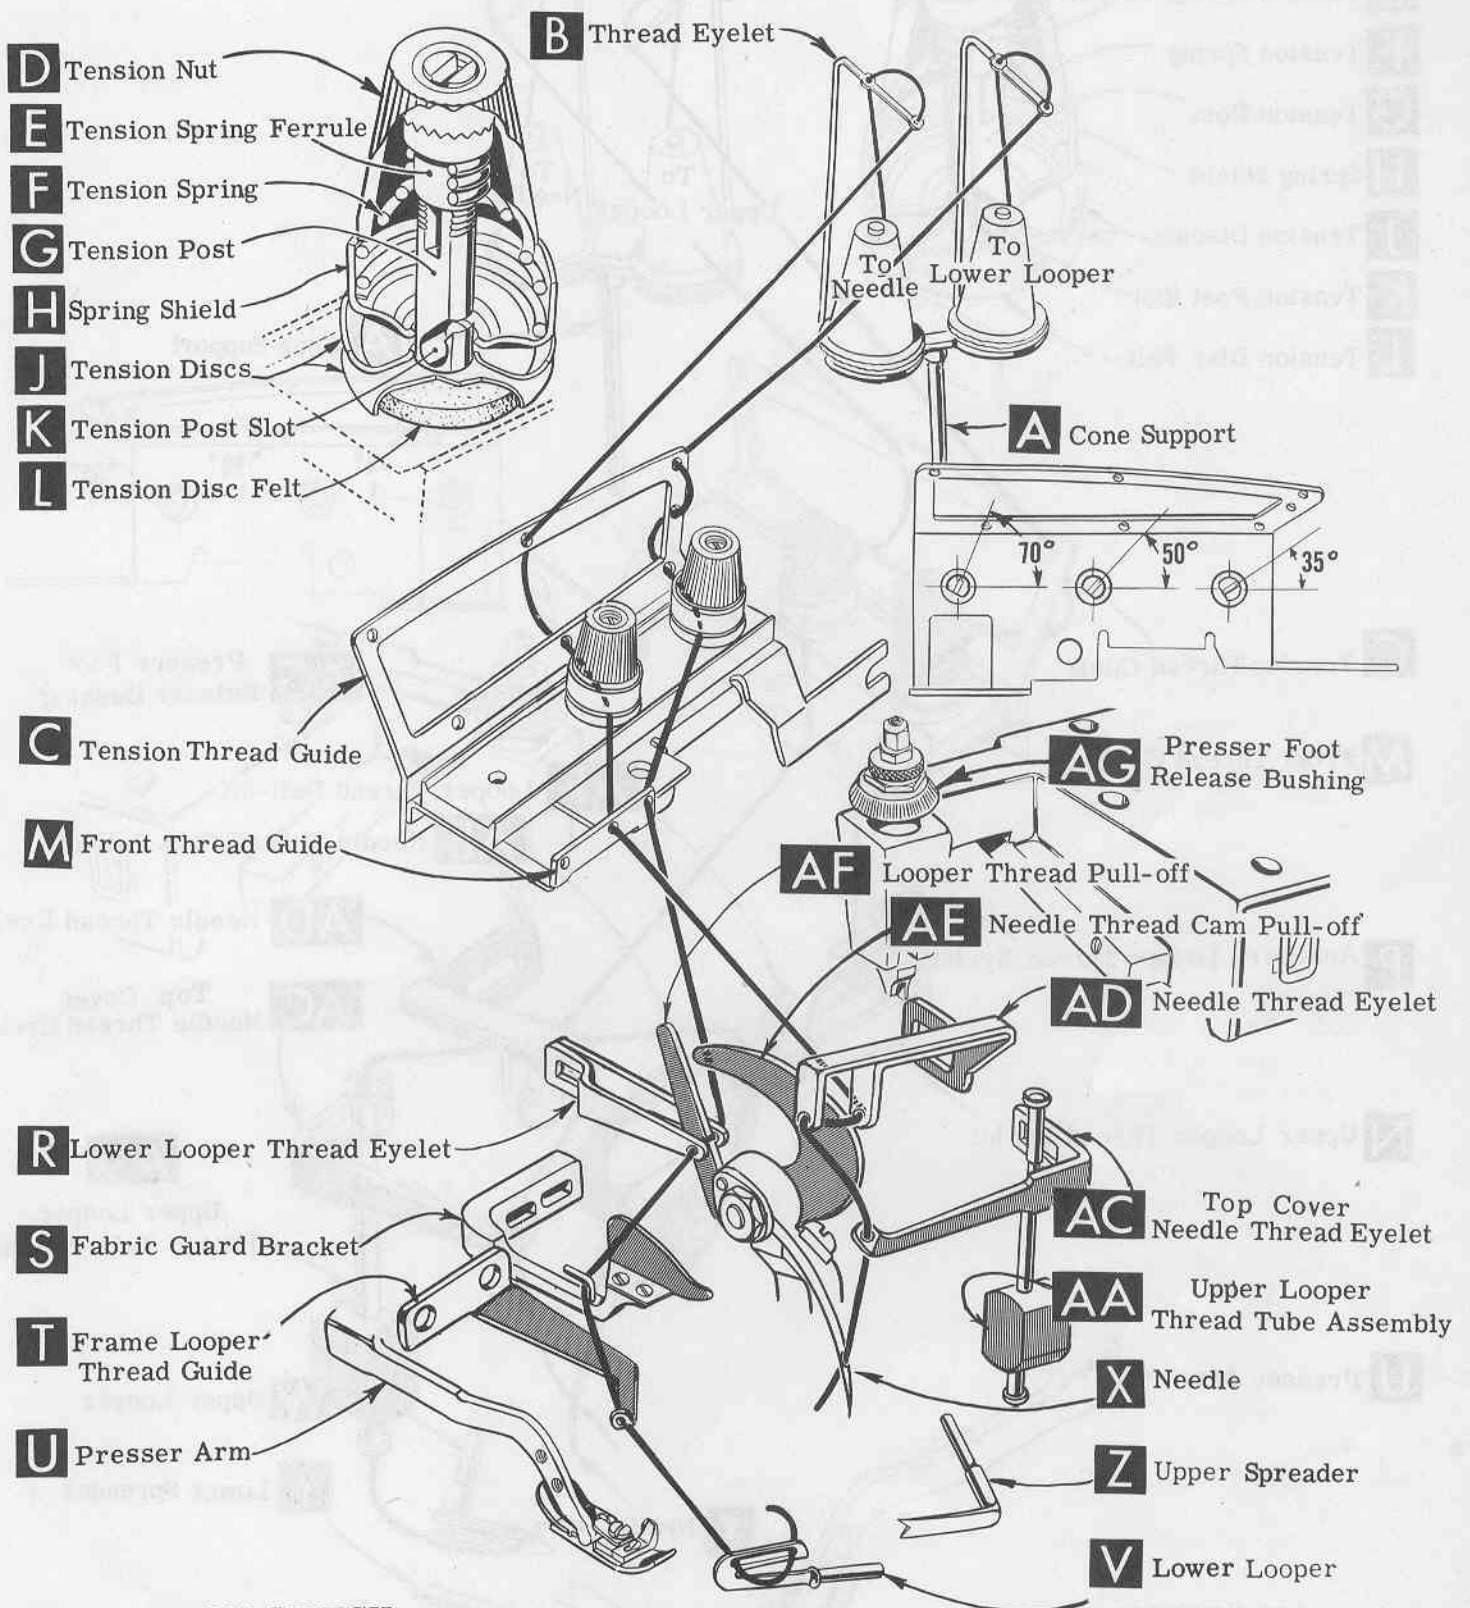 D Tension Nut
E Tension Spring Ferrule
F Tension Spring
G Tension Post
H Spring Shield
J Tension Discs
K Tension Post Slot
L Tension Disc Felt
B Thread Eyelet
To
Needle
To
Lower Looper
A Cone Support
70°
50°
35°
C Tension Thread Guide
M Front Thread Guide
AG Presser Foot
Release Bushing
AF Looper Thread Pull-off
AE Needle Thread Cam Pull-off
AD Needle Thread Eyelet
R Lower Looper Thread Eyelet
S Fabric Guard Bracket
T Frame Looper
Thread Guide
U Presser Arm
AC Top Cover
Needle Thread Eyelet
AA Upper Looper
Thread Tube Assembly
X Needle
Z Upper Spreader
V Lower Looper